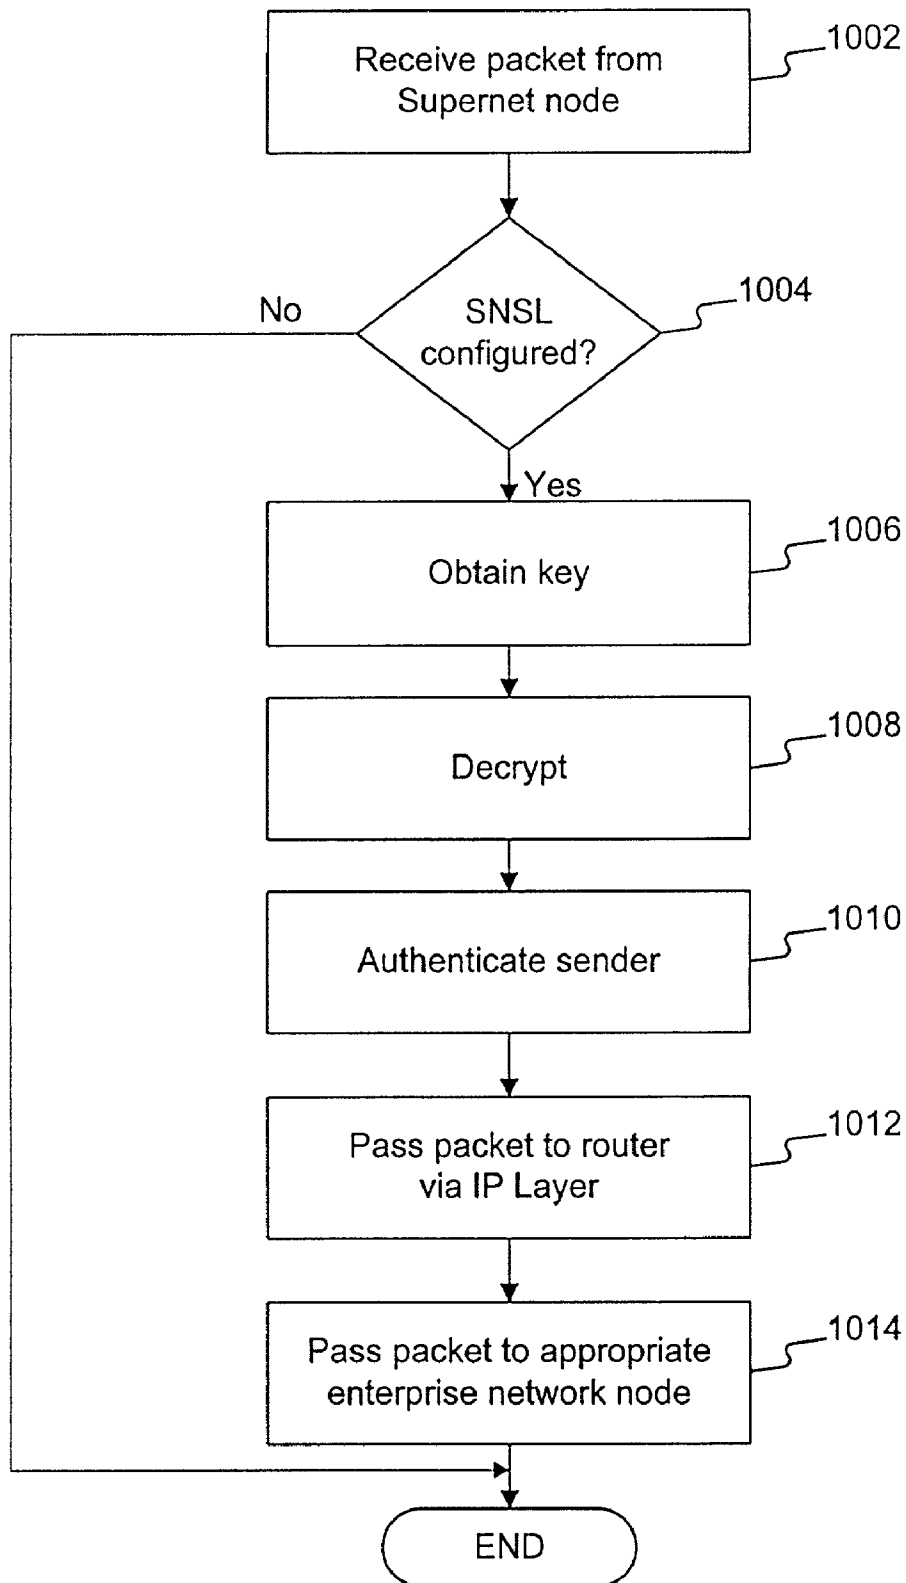 Receive packet from
Supernet node
1002
SNSL
configured?
1004
No
Yes
Obtain key
1006
Decrypt
1008
Authenticate sender
1010
Pass packet to router
via IP Layer
1012
Pass packet to appropriate
enterprise network node
1014
END